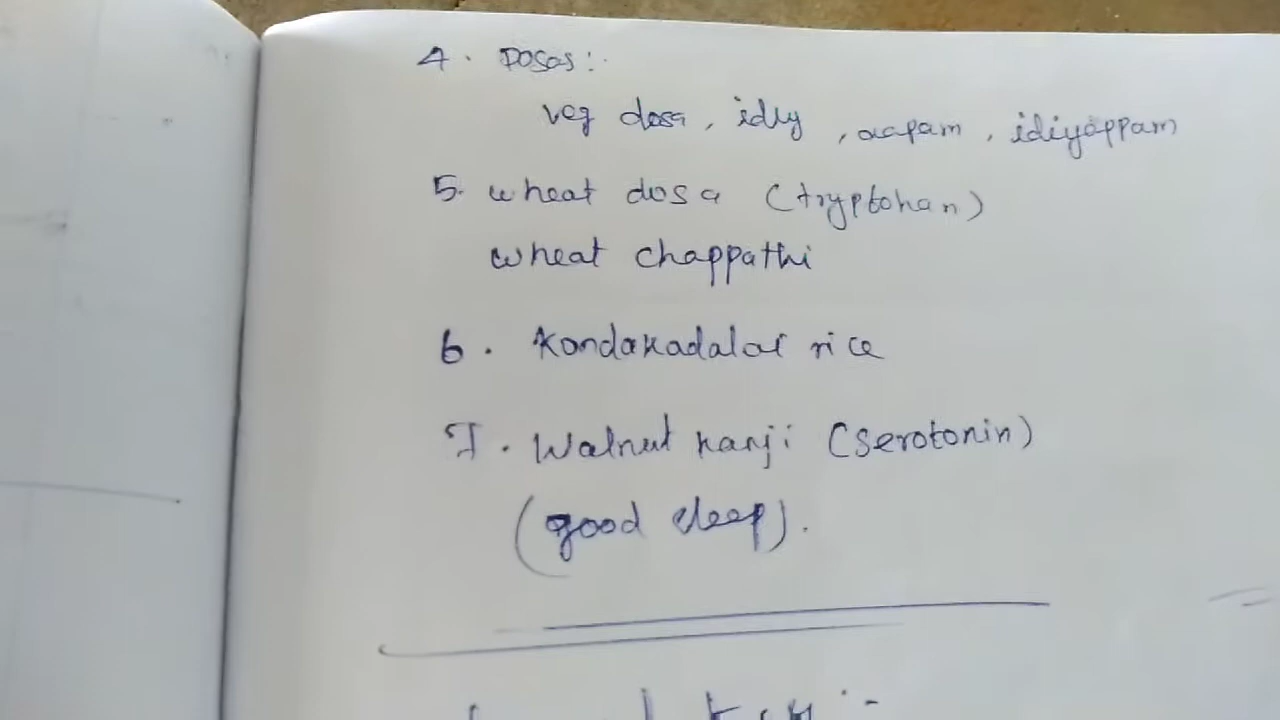 4. Dosas:
veg dosa, idly, aapam, idiyappam
5. wheat dosa (tryptohan)
wheat chappathi
6. Kondakadalai rice
7. Walnut kanji (serotonin)
(good sleep).